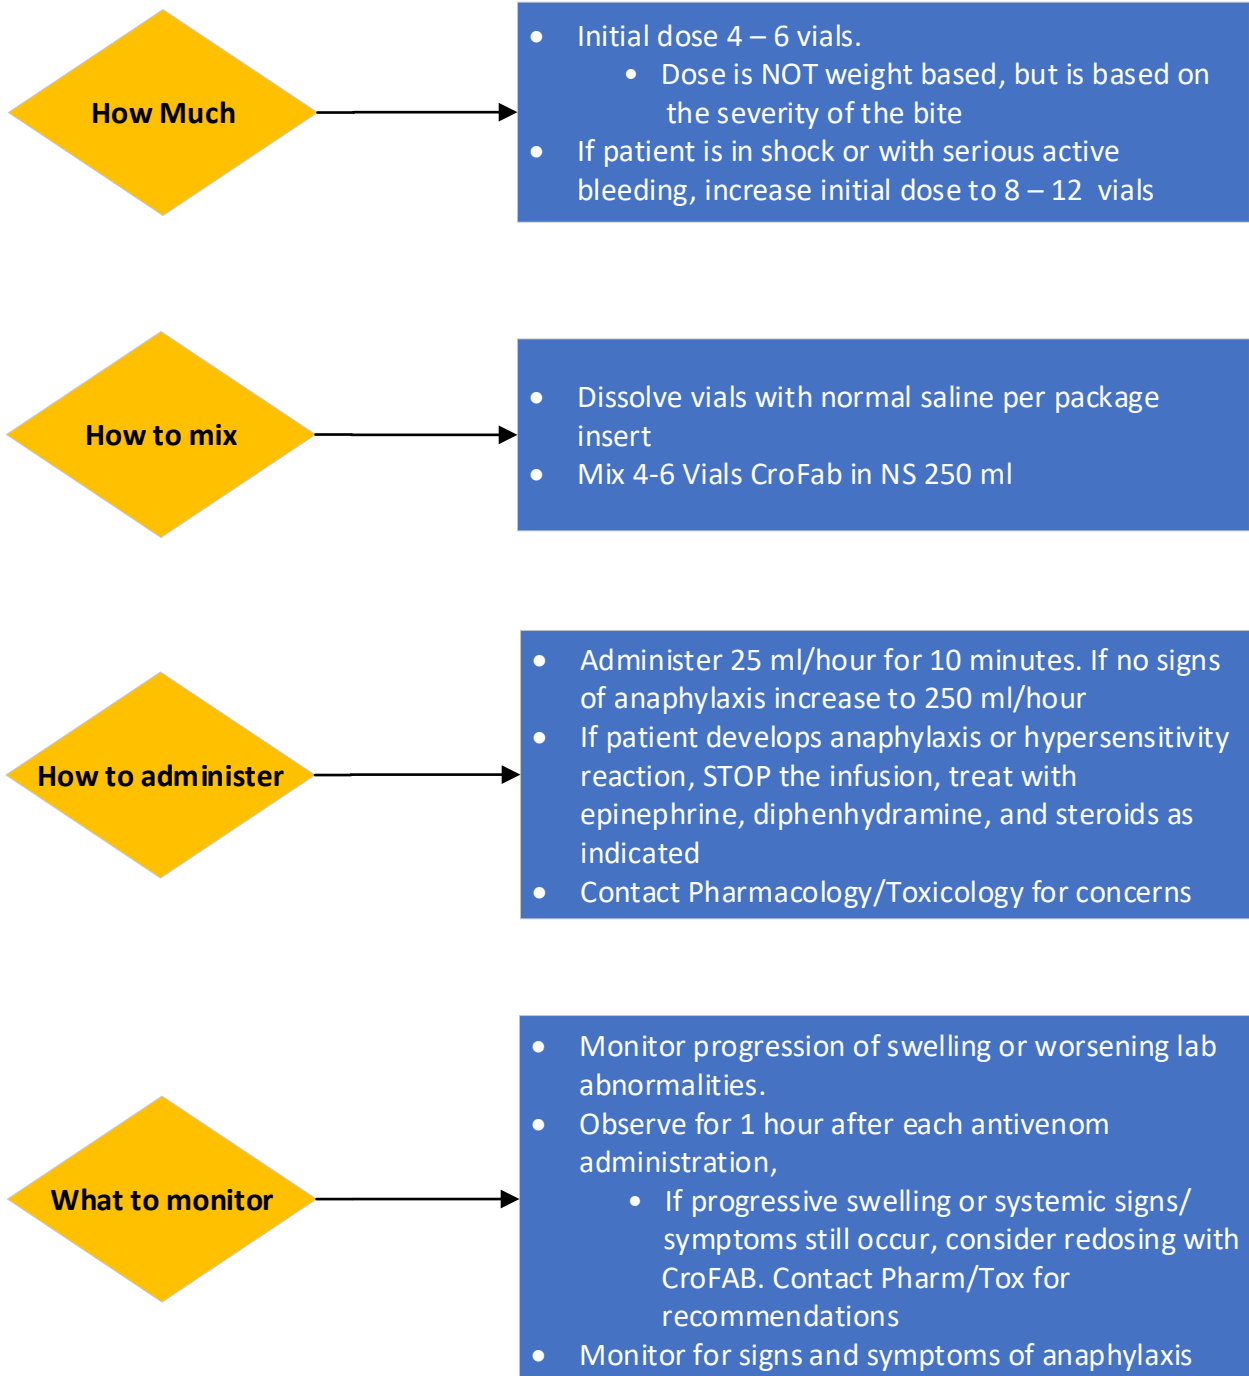 How Much
• Initial dose 4 – 6 vials.
• Dose is NOT weight based, but is based on
the severity of the bite
• If patient is in shock or with serious active
bleeding, increase initial dose to 8 – 12 vials
How to mix
• Dissolve vials with normal saline per package
insert
• Mix 4-6 Vials CroFab in NS 250 ml
How to administer
• Administer 25 ml/hour for 10 minutes. If no signs
of anaphylaxis increase to 250 ml/hour
• If patient develops anaphylaxis or hypersensitivity
reaction, STOP the infusion, treat with
epinephrine, diphenhydramine, and steroids as
indicated
• Contact Pharmacology/Toxicology for concerns
What to monitor
• Monitor progression of swelling or worsening lab
abnormalities.
• Observe for 1 hour after each antivenom
administration,
• If progressive swelling or systemic signs/
symptoms still occur, consider redosing with
CroFAB. Contact Pharm/Tox for
recommendations
• Monitor for signs and symptoms of anaphylaxis